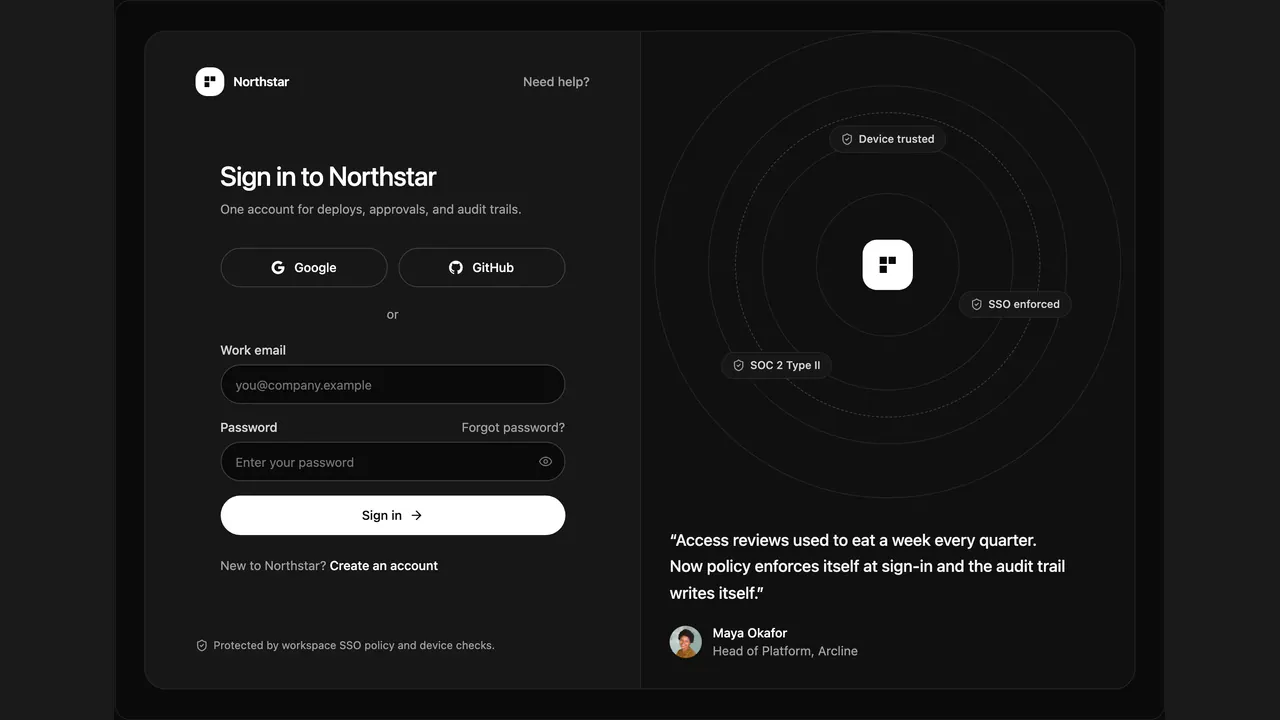 Northstar
Need help?
Sign in to Northstar
One account for deploys, approvals, and audit trails.
Google
GitHub
or
Work email
you@company.example
Password
Forgot password?
Enter your password
Sign in →
New to Northstar? Create an account
Protected by workspace SSO policy and device checks.
Device trusted
SSO enforced
SOC 2 Type II
“Access reviews used to eat a week every quarter.
Now policy enforces itself at sign-in and the audit trail
writes itself.”
Maya Okafor
Head of Platform, Arcline